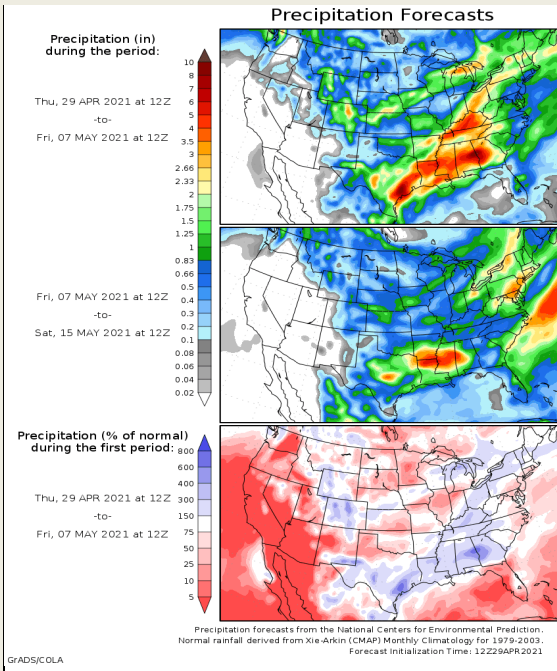 Precipitation Forecasts
Precipitation (in)
during the period:
Thu, 29 APR 2021 at 12Z
-to-
Fri, 07 MAY 2021 at 12Z
10
8
7
6
5
4
3.5
3
2.66
2.33
2
1.75
1.5
1.25
1
0.83
0.66
0.5
0.4
0.3
0.2
0.1
0.08
0.06
0.04
0.02
Fri, 07 MAY 2021 at 12Z
-to-
Sat, 15 MAY 2021 at 12Z
Precipitation (% of normal)
during the first period:
Thu, 29 APR 2021 at 12Z
-to-
Fri, 07 MAY 2021 at 12Z
800
600
400
300
150
75
50
25
10
5
Precipitation forecasts from the National Centers for Environmental Prediction.
Normal rainfall derived from Xie-Arkin (CMAP) Monthly Climatology for 1979-2003.
Forecast Initialization Time: 12Z29APR2021
GrADS/COLA